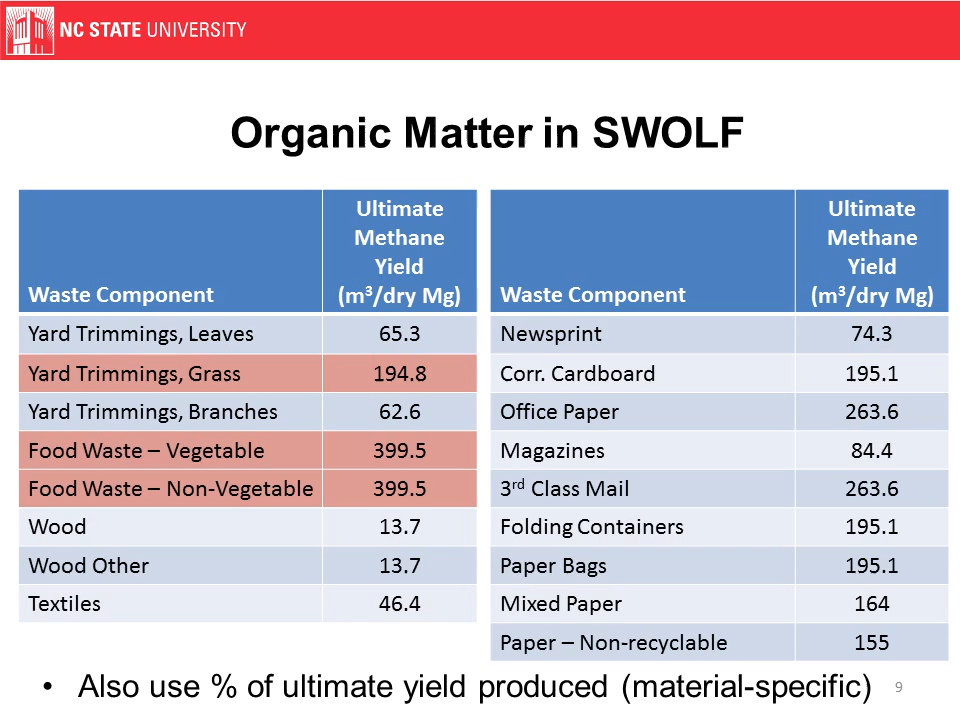 NC STATE UNIVERSITY
Organic Matter in SWOLF
Waste Component
Ultimate
Methane
Yield
(m³/dry Mg)
Yard Trimmings, Leaves 65.3
Yard Trimmings, Grass 194.8
Yard Trimmings, Branches 62.6
Food Waste – Vegetable 399.5
Food Waste – Non-Vegetable 399.5
Wood 13.7
Wood Other 13.7
Textiles 46.4
Waste Component
Ultimate
Methane
Yield
(m³/dry Mg)
Newsprint 74.3
Corr. Cardboard 195.1
Office Paper 263.6
Magazines 84.4
3rd Class Mail 263.6
Folding Containers 195.1
Paper Bags 195.1
Mixed Paper 164
Paper – Non-recyclable 155
• Also use % of ultimate yield produced (material-specific)
9